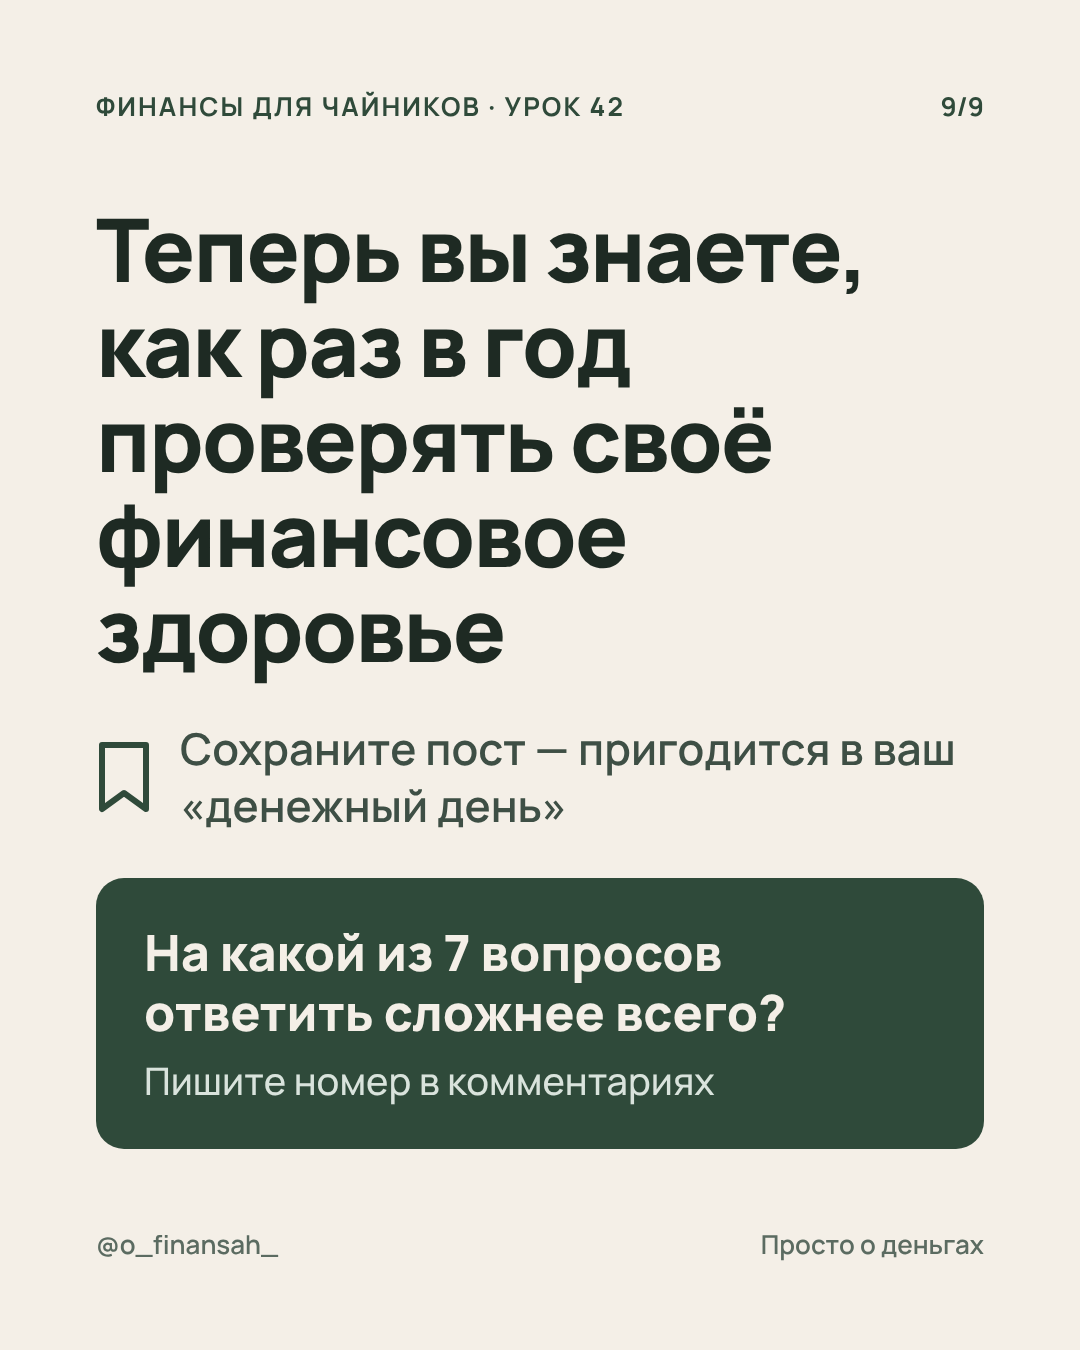 ФИНАНСЫ ДЛЯ ЧАЙНИКОВ · УРОК 42
9/9
Теперь вы знаете,
как раз в год
проверять своё
финансовое
здоровье
Сохраните пост — пригодится в ваш
«денежный день»
На какой из 7 вопросов
ответить сложнее всего?
Пишите номер в комментариях
@o_finansah_
Просто о деньгах